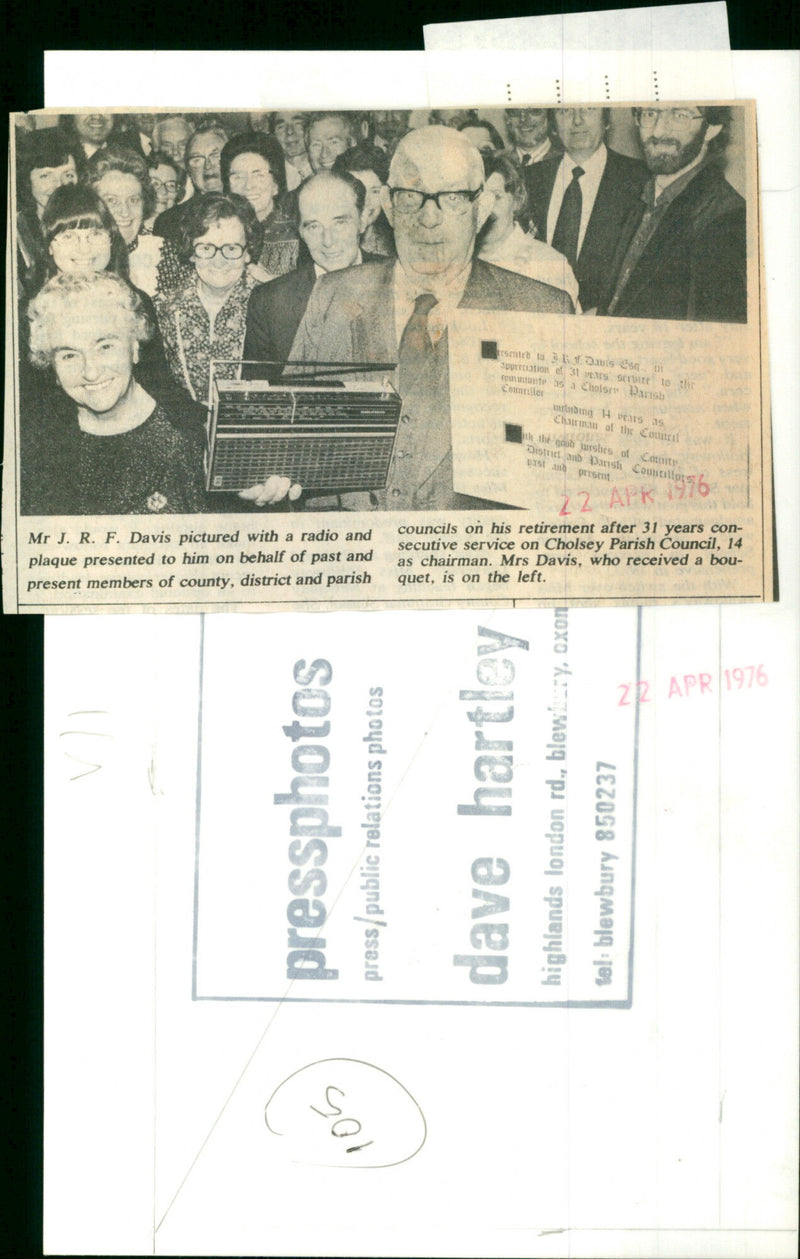 Presented to J.R.F. Davis Esq., in
appreciation of 31 years service to the
community as a Cholsey Parish
Councillor
including 14 years as
Chairman of the Council
With the good wishes of County,
District and Parish Councillors,
past and present.
22 APR 1976
Mr J. R. F. Davis pictured with a radio and
plaque presented to him on behalf of past and
present members of county, district and parish
councils on his retirement after 31 years con-
secutive service on Cholsey Parish Council, 14
as chairman. Mrs Davis, who received a bou-
quet, is on the left.
22 APR 1976
pressphotos
press/public relations photos
dave hartley
highlands london rd., blewbury, oxon
tel: blewbury 850237
105